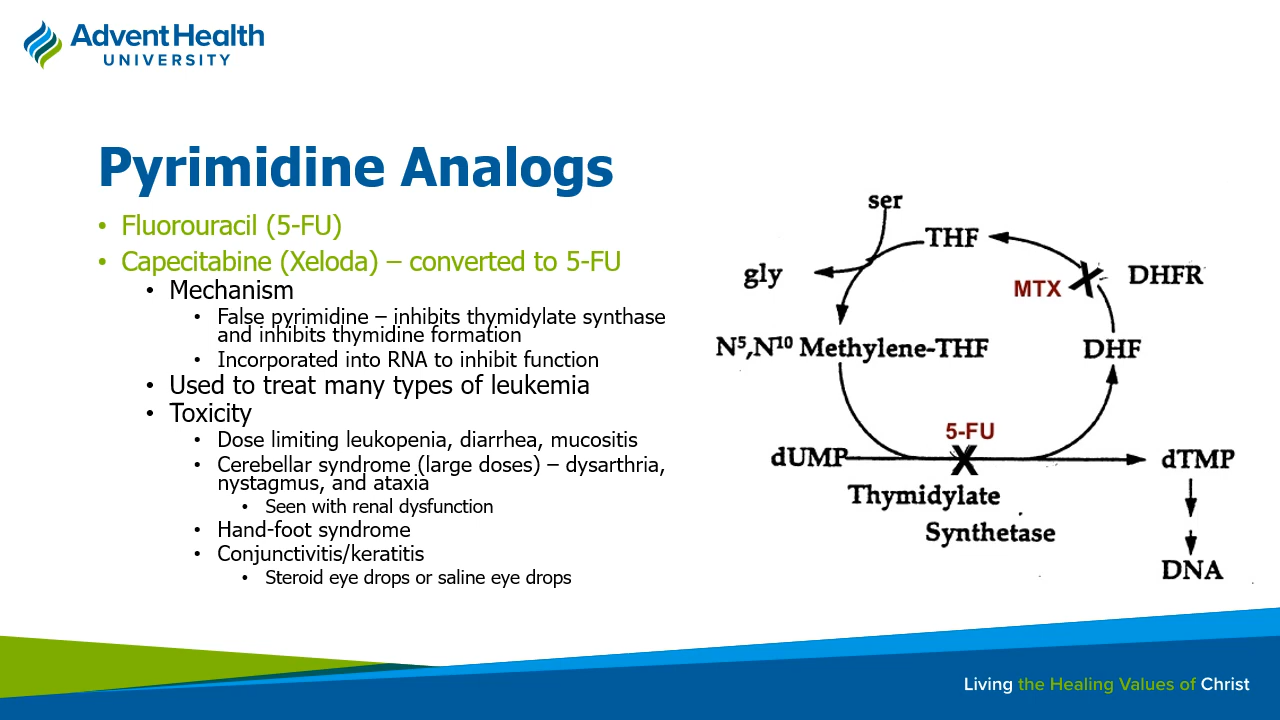 AdventHealth
UNIVERSITY
Pyrimidine Analogs
• Fluorouracil (5-FU)
• Capecitabine (Xeloda) – converted to 5-FU
• Mechanism
• False pyrimidine – inhibits thymidylate synthase
and inhibits thymidine formation
• Incorporated into RNA to inhibit function
• Used to treat many types of leukemia
• Toxicity
• Dose limiting leukopenia, diarrhea, mucositis
• Cerebellar syndrome (large doses) – dysarthria,
nystagmus, and ataxia
• Seen with renal dysfunction
• Hand-foot syndrome
• Conjunctivitis/keratitis
• Steroid eye drops or saline eye drops
ser
THF
gly
MTX
DHFR
N⁵,N¹⁰ Methylene-THF
DHF
5-FU
dUMP
dTMP
Thymidylate
Synthetase
DNA
Living the Healing Values of Christ